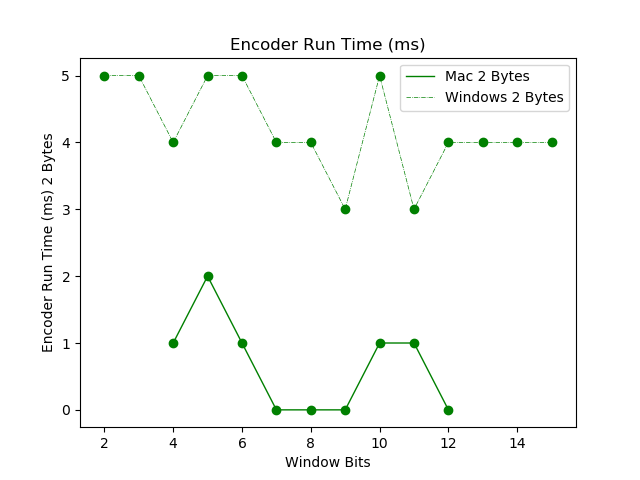 Encoder Run Time (ms)
Mac 2 Bytes
Windows 2 Bytes
Encoder Run Time (ms) 2 Bytes
5
4
3
2
1
0
2 4 6 8 10 12 14
Window Bits